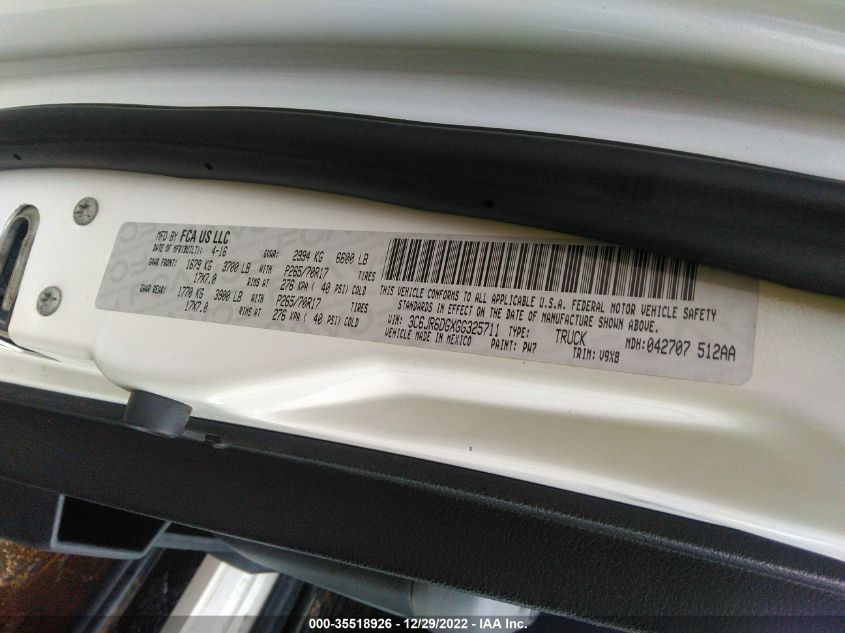 MFD BY FCA US LLC
DATE OF MFR(BUILT): 4-16 GVWR: 2994 KG 6600 LB
GAWR FRONT: 1679 KG 3700 LB WITH P265/70R17 TIRES
17X7.0 RIMS AT 276 KPA ( 40 PSI) COLD
GAWR REAR: 1770 KG 3900 LB WITH P265/70R17 TIRES
17X7.0 RIMS AT 276 KPA ( 40 PSI) COLD
THIS VEHICLE CONFORMS TO ALL APPLICABLE U.S.A. FEDERAL MOTOR VEHICLE SAFETY
STANDARDS IN EFFECT ON THE DATE OF MANUFACTURE SHOWN ABOVE.
VIN: 3C6JR6DGXGG325711 TYPE: TRUCK MDH: 042707 512AA
VEHICLE MADE IN MEXICO PAINT: PW7 TRIM: V9X8
000-35518926 - 12/29/2022 - IAA Inc.